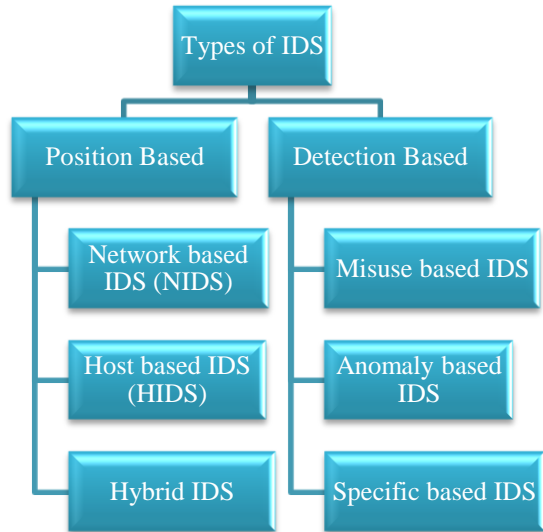 Types of IDS
Position Based
Detection Based
Network based
IDS (NIDS)
Host based IDS
(HIDS)
Hybrid IDS
Misuse based IDS
Anomaly based
IDS
Specific based IDS